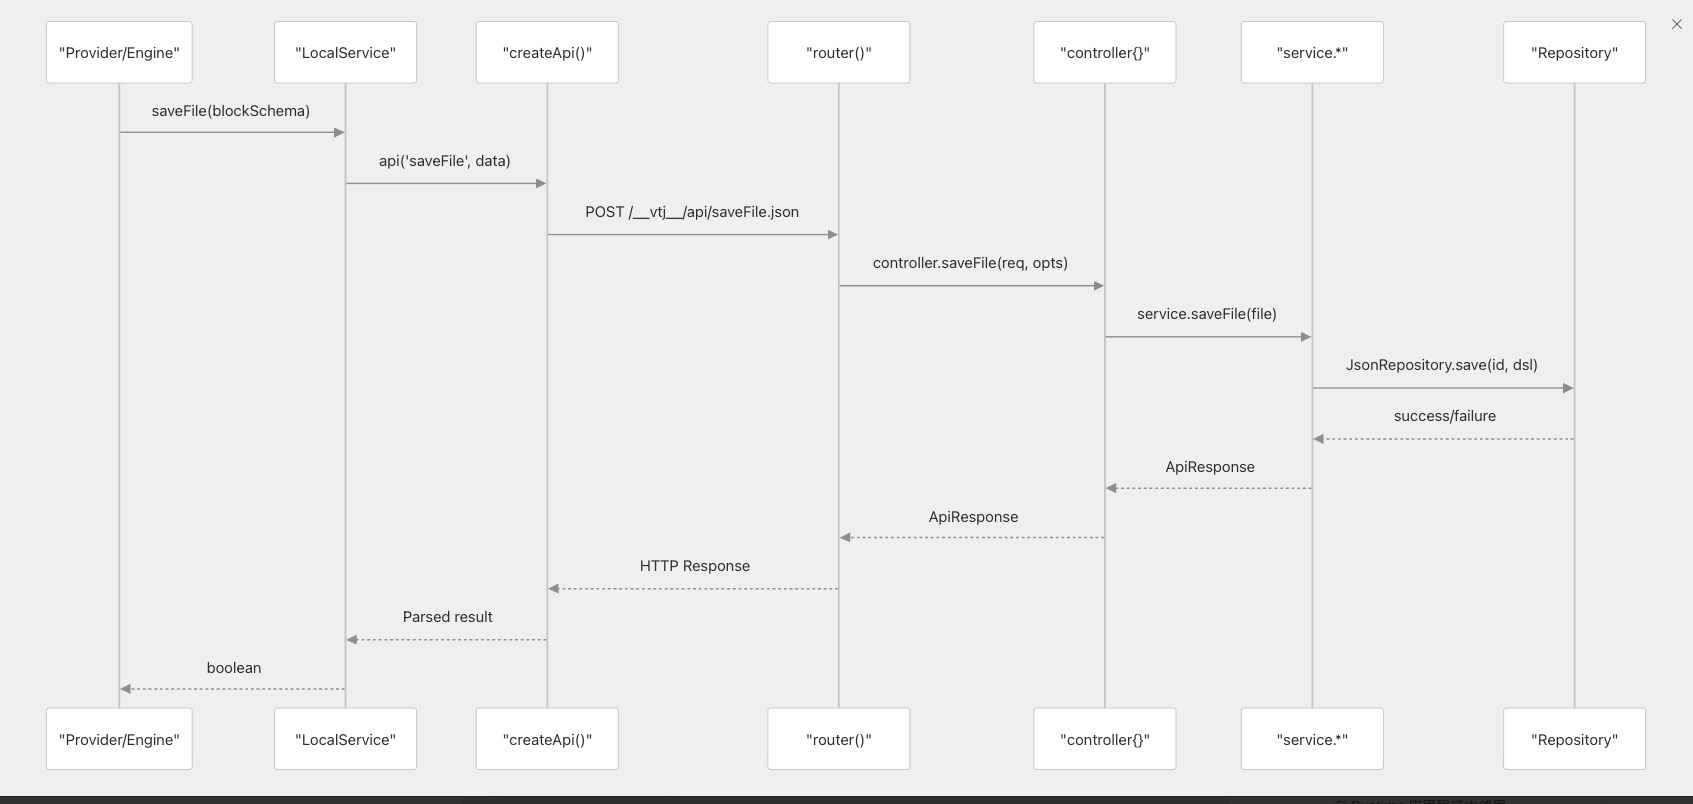 "Provider/Engine" "LocalService" "createApi()" "router()" "controller{}" "service.*" "Repository"
saveFile(blockSchema)
api('saveFile', data)
POST /__vtj__/api/saveFile.json
controller.saveFile(req, opts)
service.saveFile(file)
JsonRepository.save(id, dsl)
success/failure
ApiResponse
ApiResponse
HTTP Response
Parsed result
boolean
"Provider/Engine" "LocalService" "createApi()" "router()" "controller{}" "service.*" "Repository"